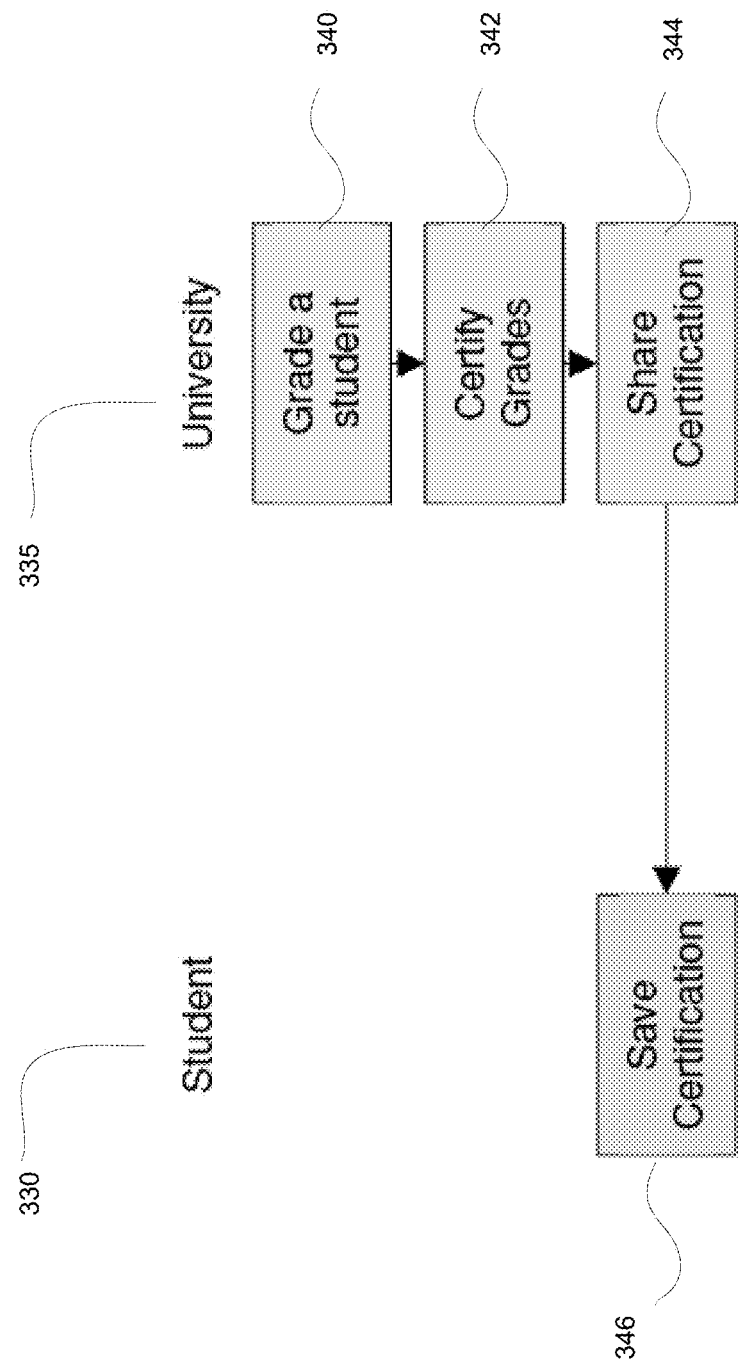 330
335
Student
University
Grade a
student
340
Certify
Grades
342
346
Save
Certification
Share
Certification
344